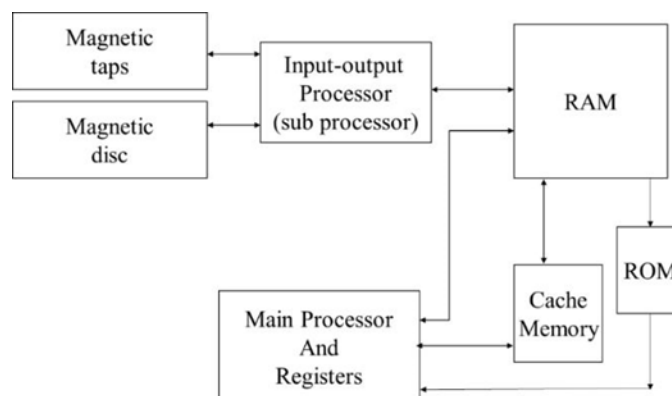 Magnetic
taps
Input-output
Processor
(sub processor)
RAM
Magnetic
disc
ROM
Cache
Memory
Main Processor
And
Registers